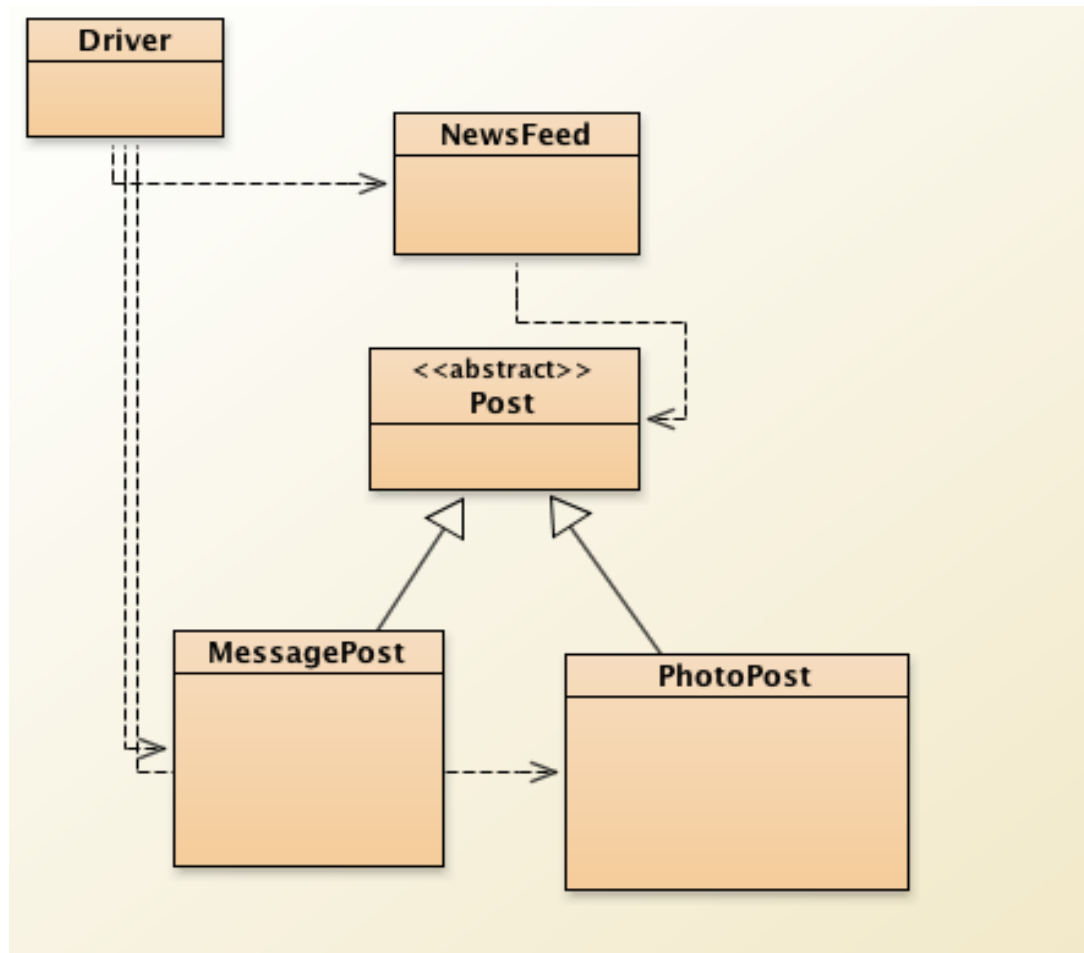 Driver
NewsFeed
<<abstract>>
Post
MessagePost
PhotoPost